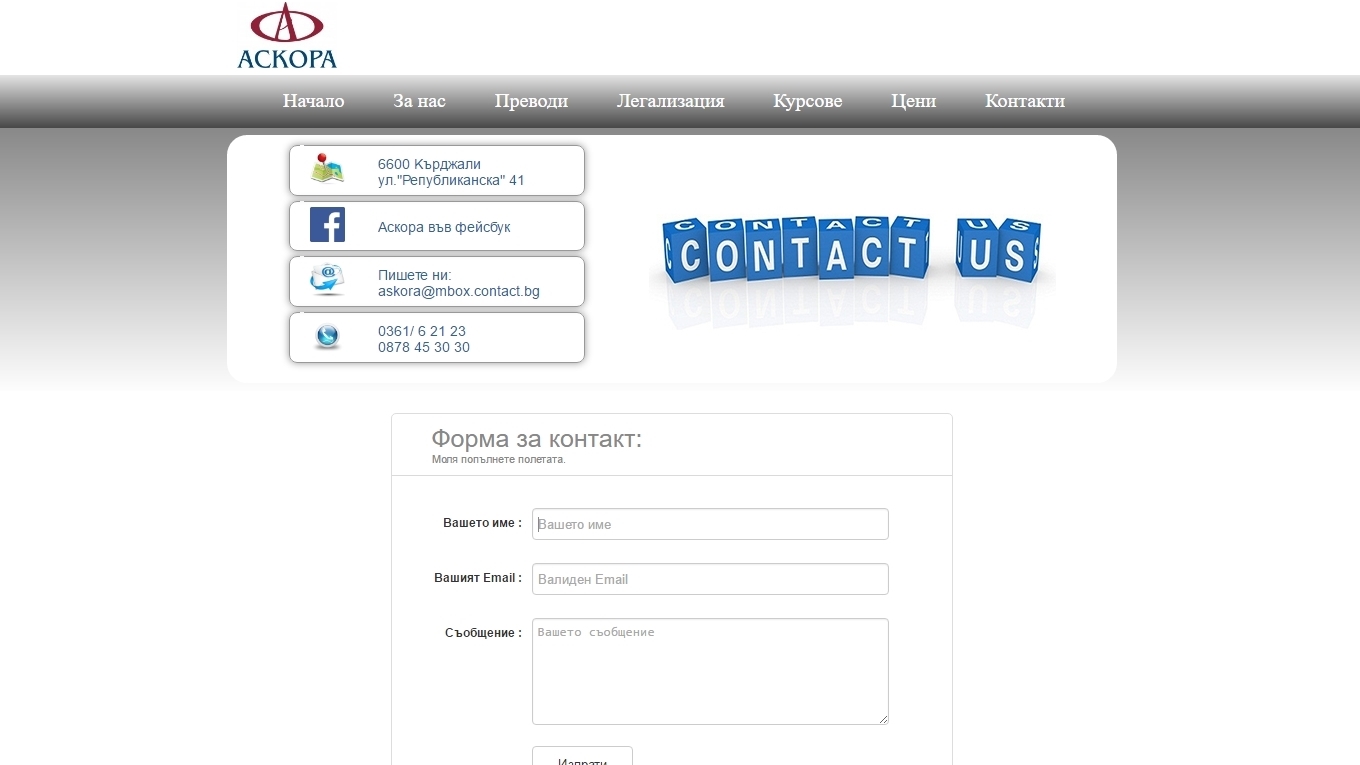 АСКОРА
Начало За нас Преводи Легализация Курсове Цени Контакти
6600 Кърджали
ул."Републиканска" 41
Аскора във фейсбук
Пишете ни:
askora@mbox.contact.bg
0361/ 6 21 23
0878 45 30 30
CONTACT US
CONTACT US
Форма за контакт:
Моля попълнете полетата.
Вашето име : Вашето име
Вашият Email : Валиден Email
Съобщение : Вашето съобщение
Изпрати